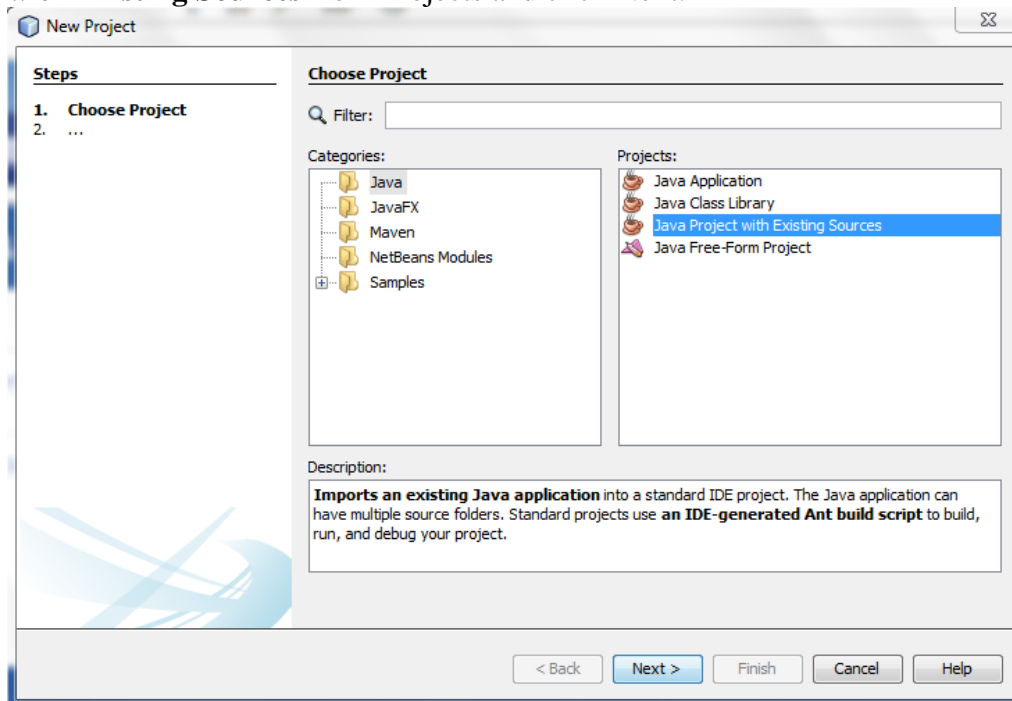 New Project
Steps
1. Choose Project
2. ...
Choose Project
Filter:
Categories:
Java
JavaFX
Maven
NetBeans Modules
Samples
Projects:
Java Application
Java Class Library
Java Project with Existing Sources
Java Free-Form Project
Description:
Imports an existing Java application into a standard IDE project. The Java application can
have multiple source folders. Standard projects use an IDE-generated Ant build script to build,
run, and debug your project.
< Back
Next >
Finish
Cancel
Help